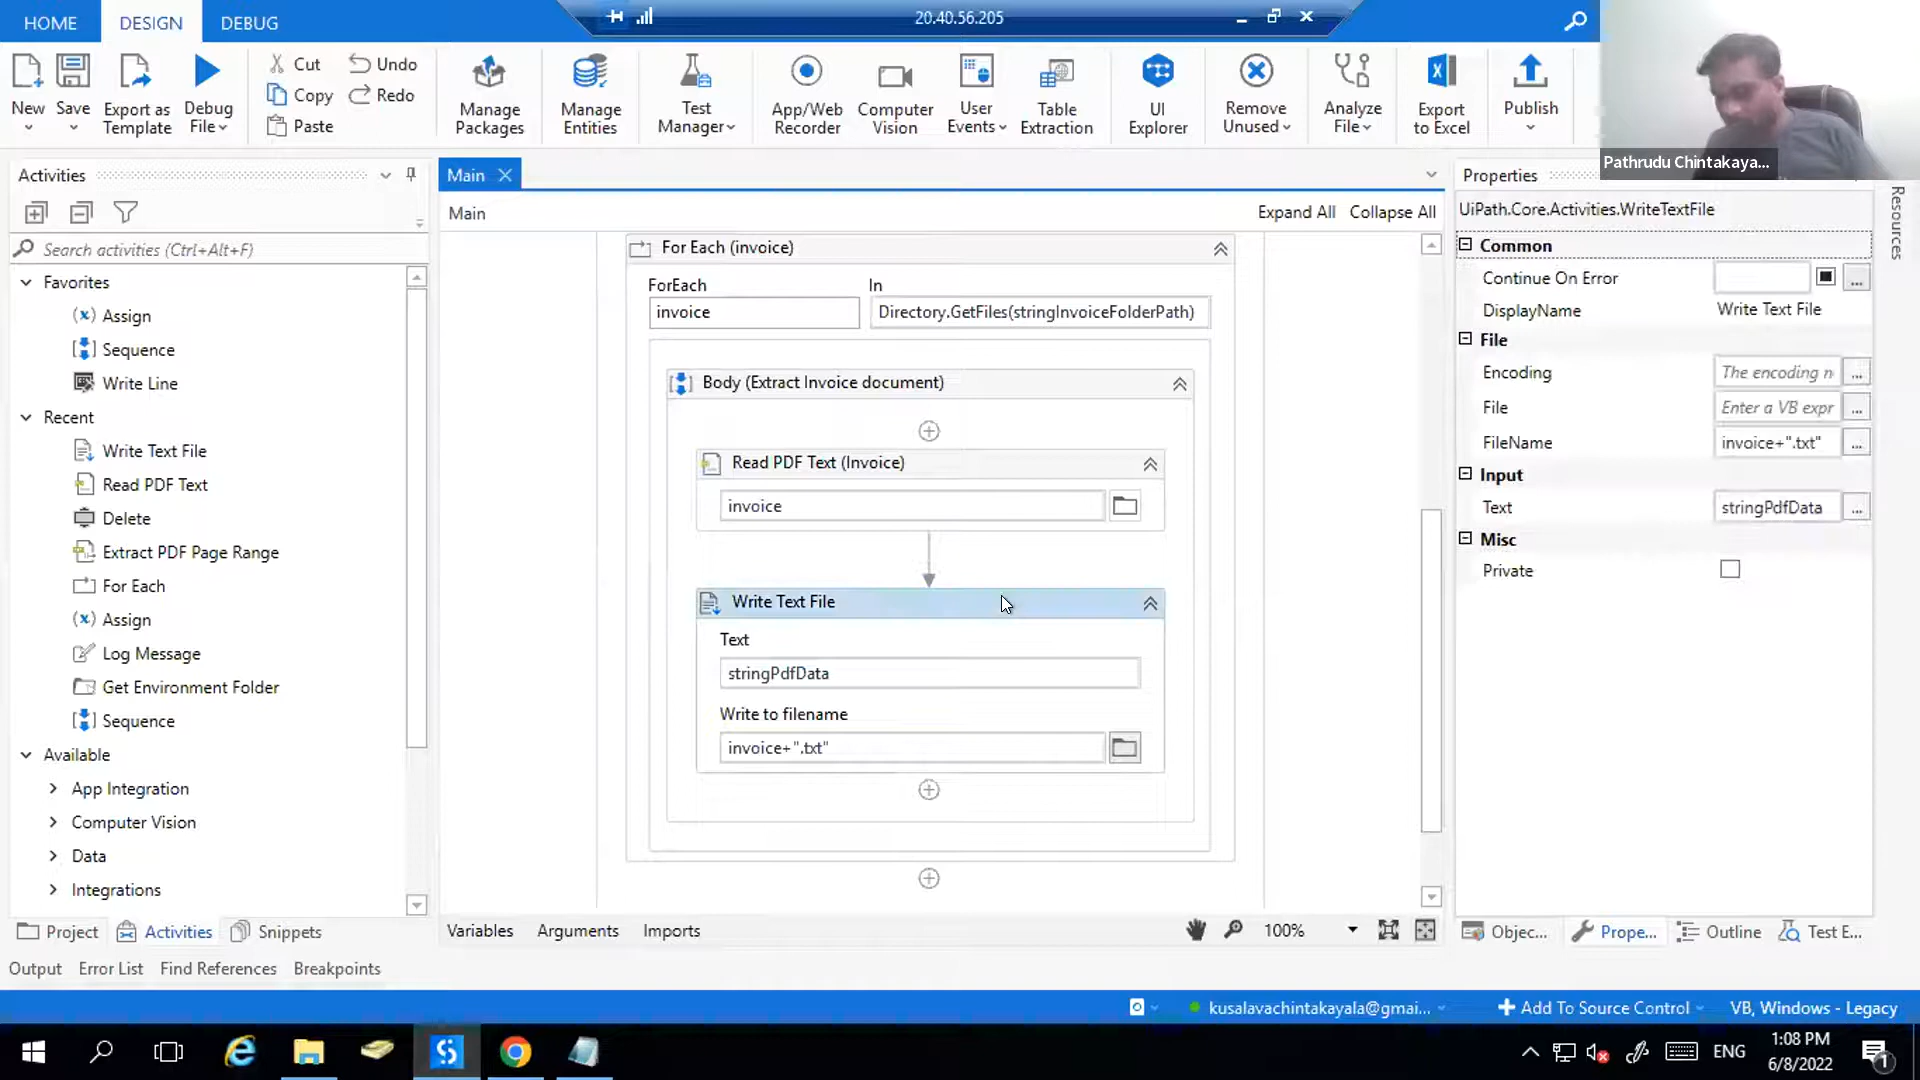 HOME DESIGN DEBUG
20.40.56.205
New
Save
Export as Template
Debug File
Cut
Copy
Paste
Undo
Redo
Manage Packages
Manage Entities
Test Manager
App/Web Recorder
Computer Vision
User Events
Table Extraction
UI Explorer
Remove Unused
Analyze File
Export to Excel
Publish
Pathrudu Chintakaya...
Activities
Search activities (Ctrl+Alt+F)
Favorites
Assign
Sequence
Write Line
Recent
Write Text File
Read PDF Text
Delete
Extract PDF Page Range
For Each
Assign
Log Message
Get Environment Folder
Sequence
Available
App Integration
Computer Vision
Data
Integrations
Project Activities Snippets
Main
Main
Expand All Collapse All
For Each (invoice)
ForEach In
invoice Directory.GetFiles(stringInvoiceFolderPath)
Body (Extract Invoice document)
Read PDF Text (Invoice)
invoice
Write Text File
Text
stringPdfData
Write to filename
invoice+".txt"
Variables Arguments Imports
100%
Properties
UiPath.Core.Activities.WriteTextFile
Common
Continue On Error ...
DisplayName Write Text File
File
Encoding The encoding n ...
File Enter a VB expr ...
FileName invoice+".txt" ...
Input
Text stringPdfData ...
Misc
Private
Resources
Objec... Prope... Outline Test E...
Output Error List Find References Breakpoints
kusalavachintakayala@gmai... Add To Source Control VB, Windows - Legacy
ENG
1:08 PM
6/8/2022
1